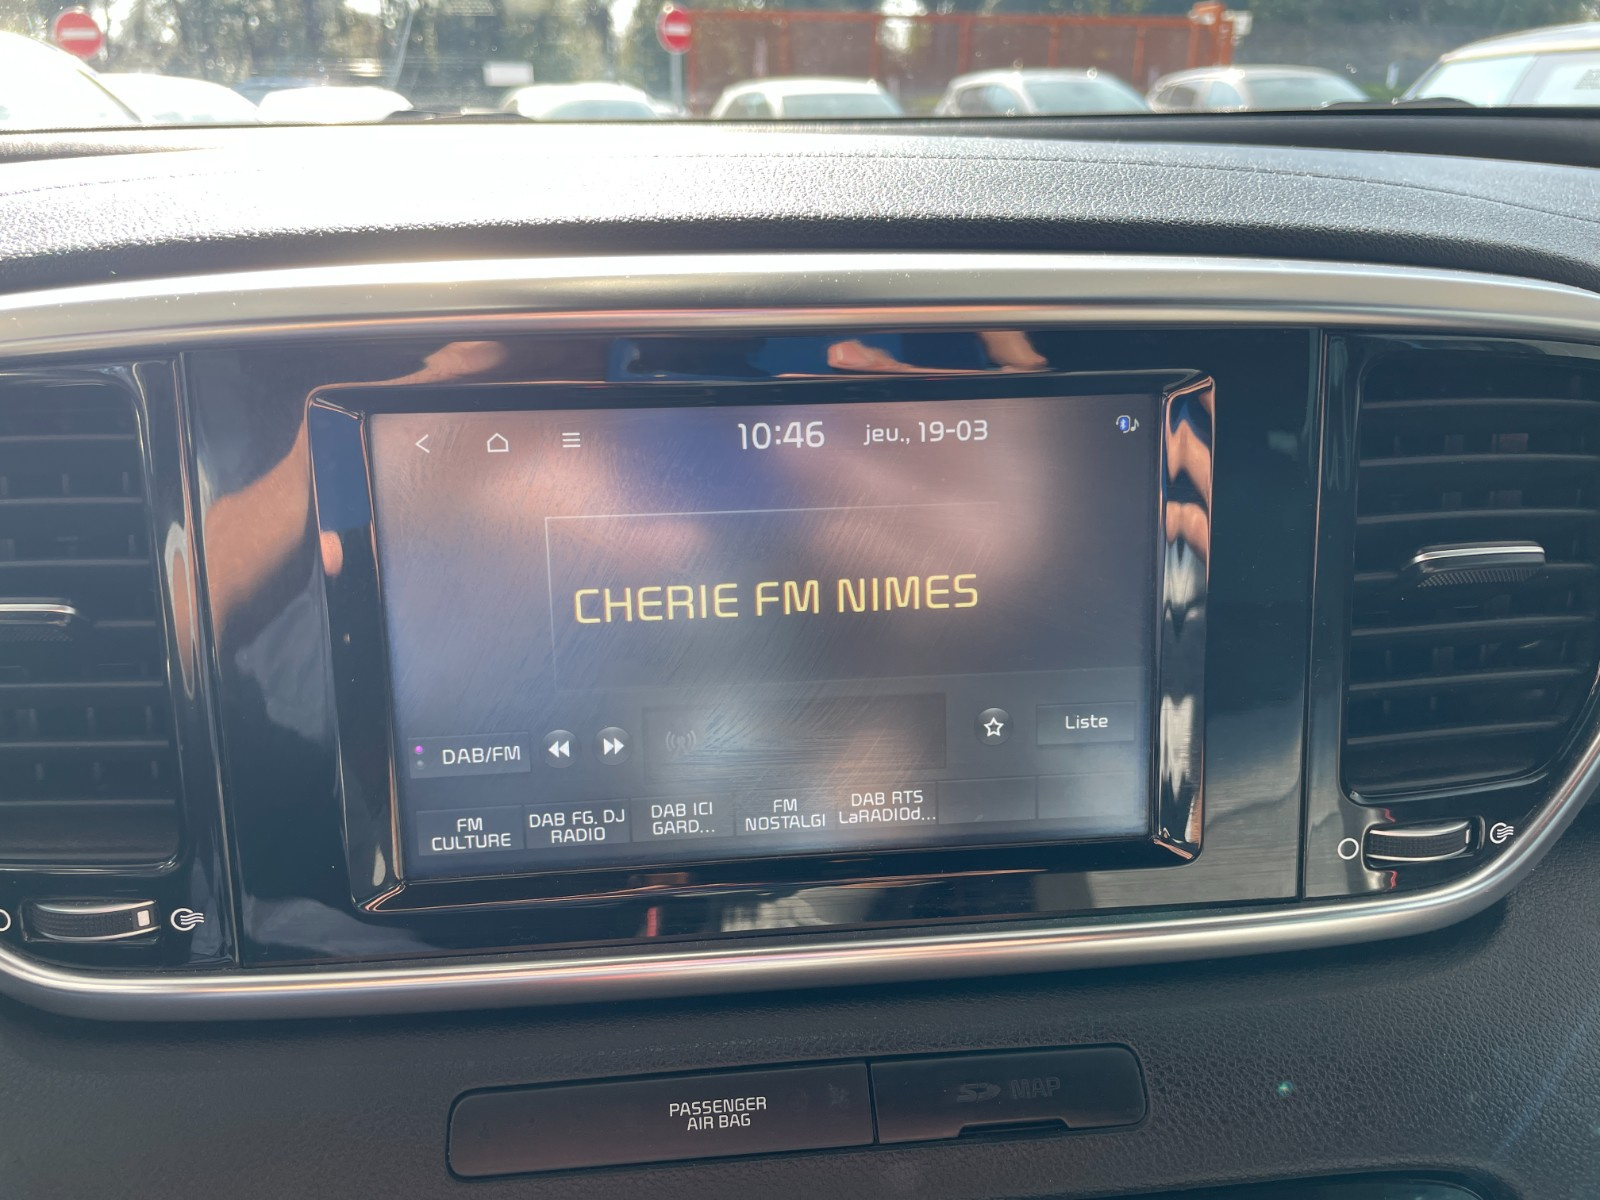 10:46 jeu., 19-03
CHERIE FM NIMES
DAB/FM
Liste
FM
CULTURE
DAB FG. DJ
RADIO
DAB ICI
GARD...
FM
NOSTALGI
DAB RTS
LaRADIOd...
PASSENGER
AIR BAG
SD MAP